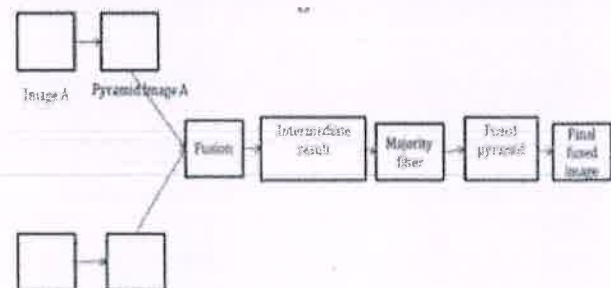 Image A
Pyramid Image A
Fusion
Intermediate
result
Majority
filter
Fused
pyramid
Final
fused
image